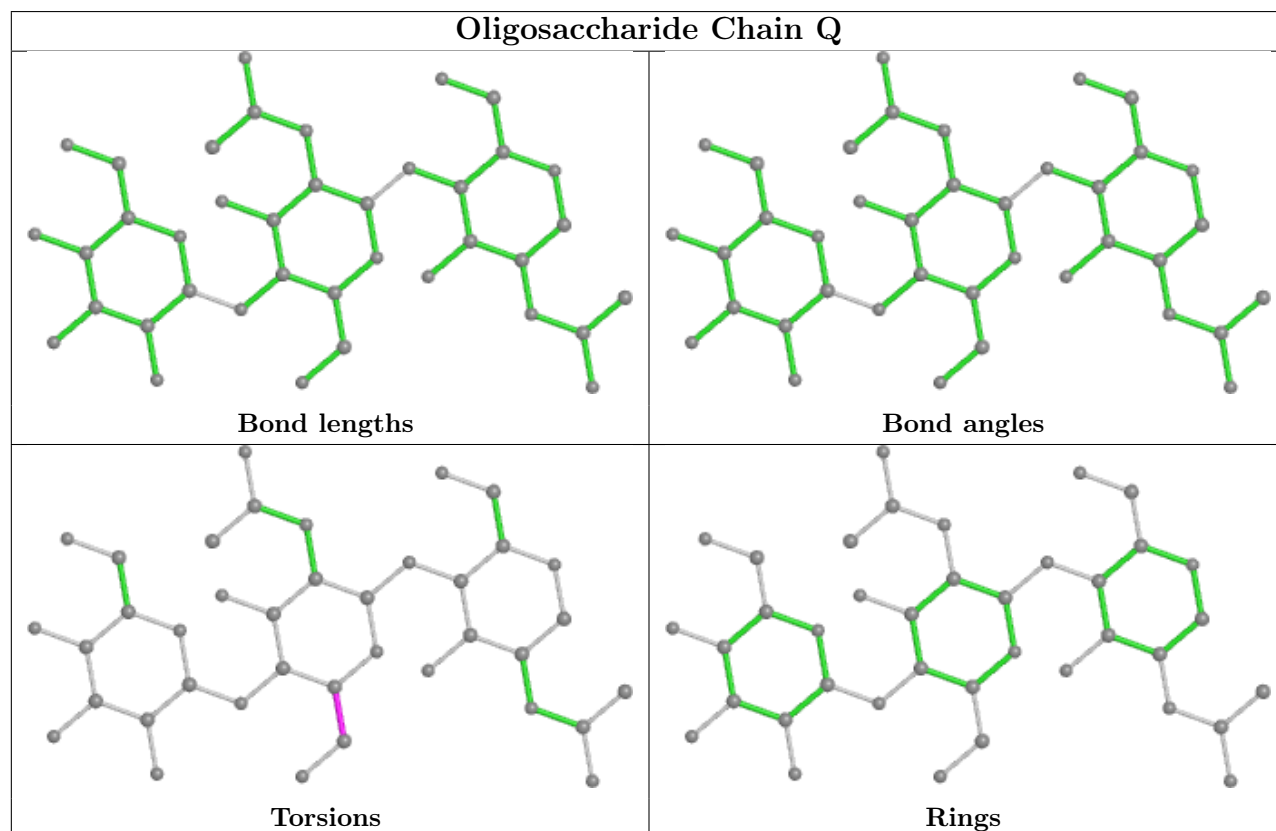 Oligosaccharide Chain Q
Bond lengths
Bond angles
Torsions
Rings